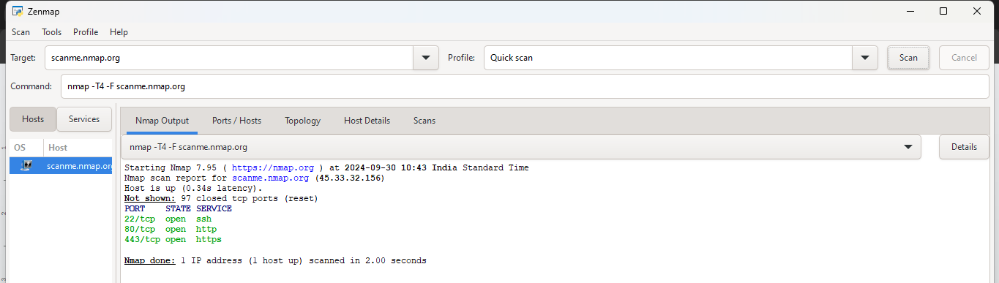 Zenmap
Scan Tools Profile Help
Target: scanme.nmap.org Profile: Quick scan Scan Cancel
Command: nmap -T4 -F scanme.nmap.org
Hosts Services Nmap Output Ports / Hosts Topology Host Details Scans
OS Host
nmap -T4 -F scanme.nmap.org Details
scanme.nmap.org
Starting Nmap 7.95 ( https://nmap.org ) at 2024-09-30 10:43 India Standard Time
Nmap scan report for scanme.nmap.org (45.33.32.156)
Host is up (0.34s latency).
Not shown: 97 closed tcp ports (reset)
PORT STATE SERVICE
22/tcp open ssh
80/tcp open http
443/tcp open https
Nmap done: 1 IP address (1 host up) scanned in 2.00 seconds